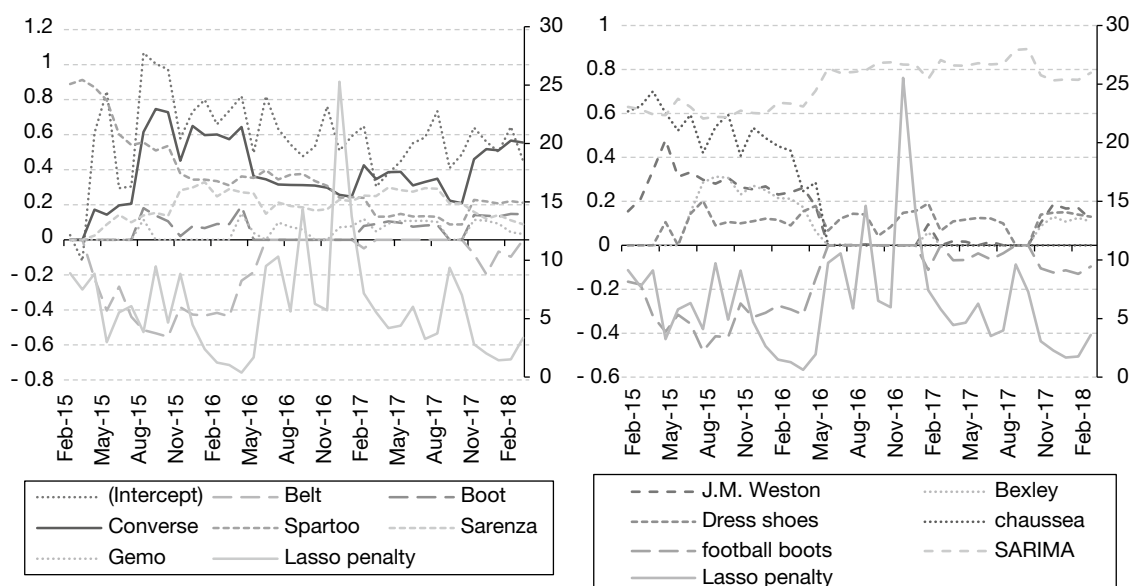 1.2
1
0.8
0.6
0.4
0.2
0
- 0.2
- 0.4
- 0.6
- 0.8
30
25
20
15
10
5
0
Feb-15
May-15
Aug-15
Nov-15
Feb-16
May-16
Aug-16
Nov-16
Feb-17
May-17
Aug-17
Nov-17
Feb-18
(Intercept) Belt Boot
Converse Spartoo Sarenza
Gemo Lasso penalty
1
0.8
0.6
0.4
0.2
0
- 0.2
- 0.4
- 0.6
30
25
20
15
10
5
0
Feb-15
May-15
Aug-15
Nov-15
Feb-16
May-16
Aug-16
Nov-16
Feb-17
May-17
Aug-17
Nov-17
Feb-18
J.M. Weston Bexley
Dress shoes chaussea
football boots SARIMA
Lasso penalty